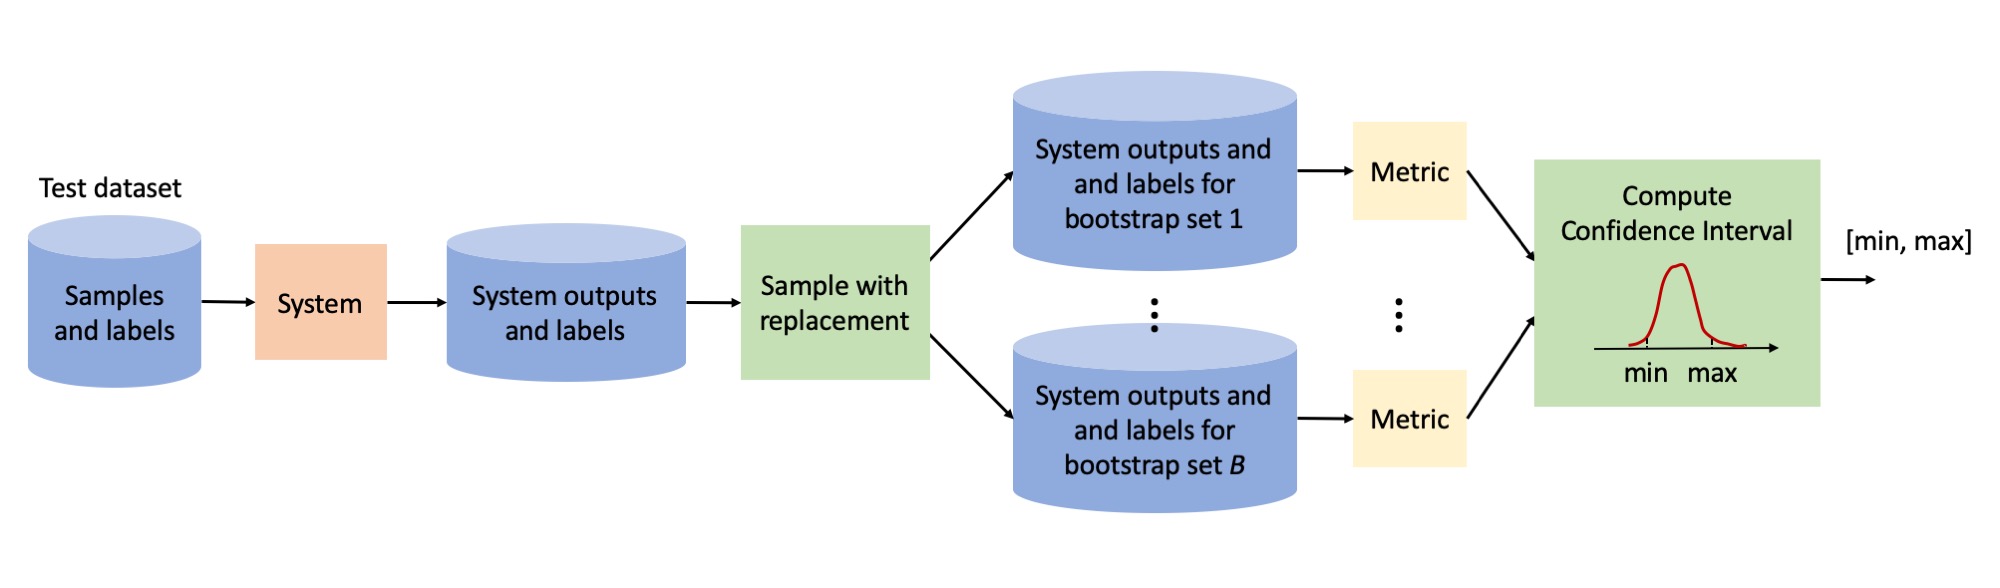 Test dataset
Samples
and labels
System
System outputs
and labels
Sample with
replacement
System outputs and
and labels for
bootstrap set 1
System outputs and
and labels for
bootstrap set B
Metric
Metric
Compute
Confidence Interval
min max
[min, max]